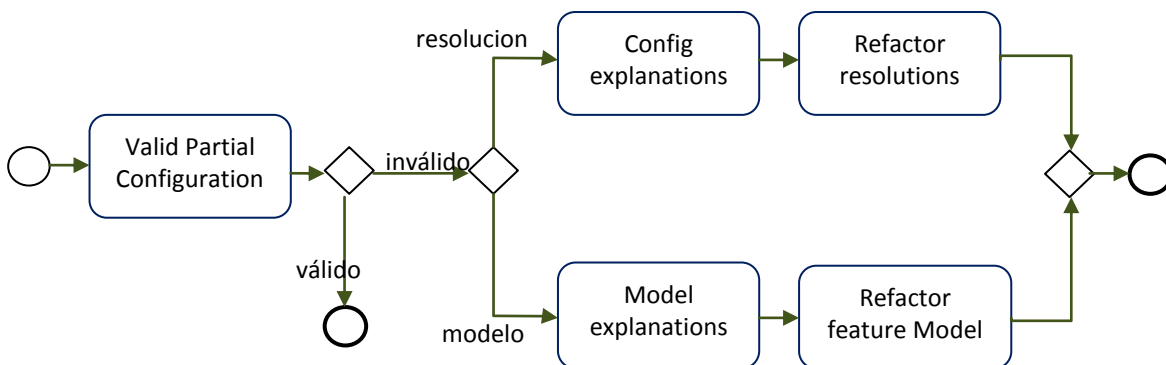 resolucion
Config
explanations
Refactor
resolutions
Valid Partial
Configuration
inválido
válido
modelo
Model
explanations
Refactor
feature Model